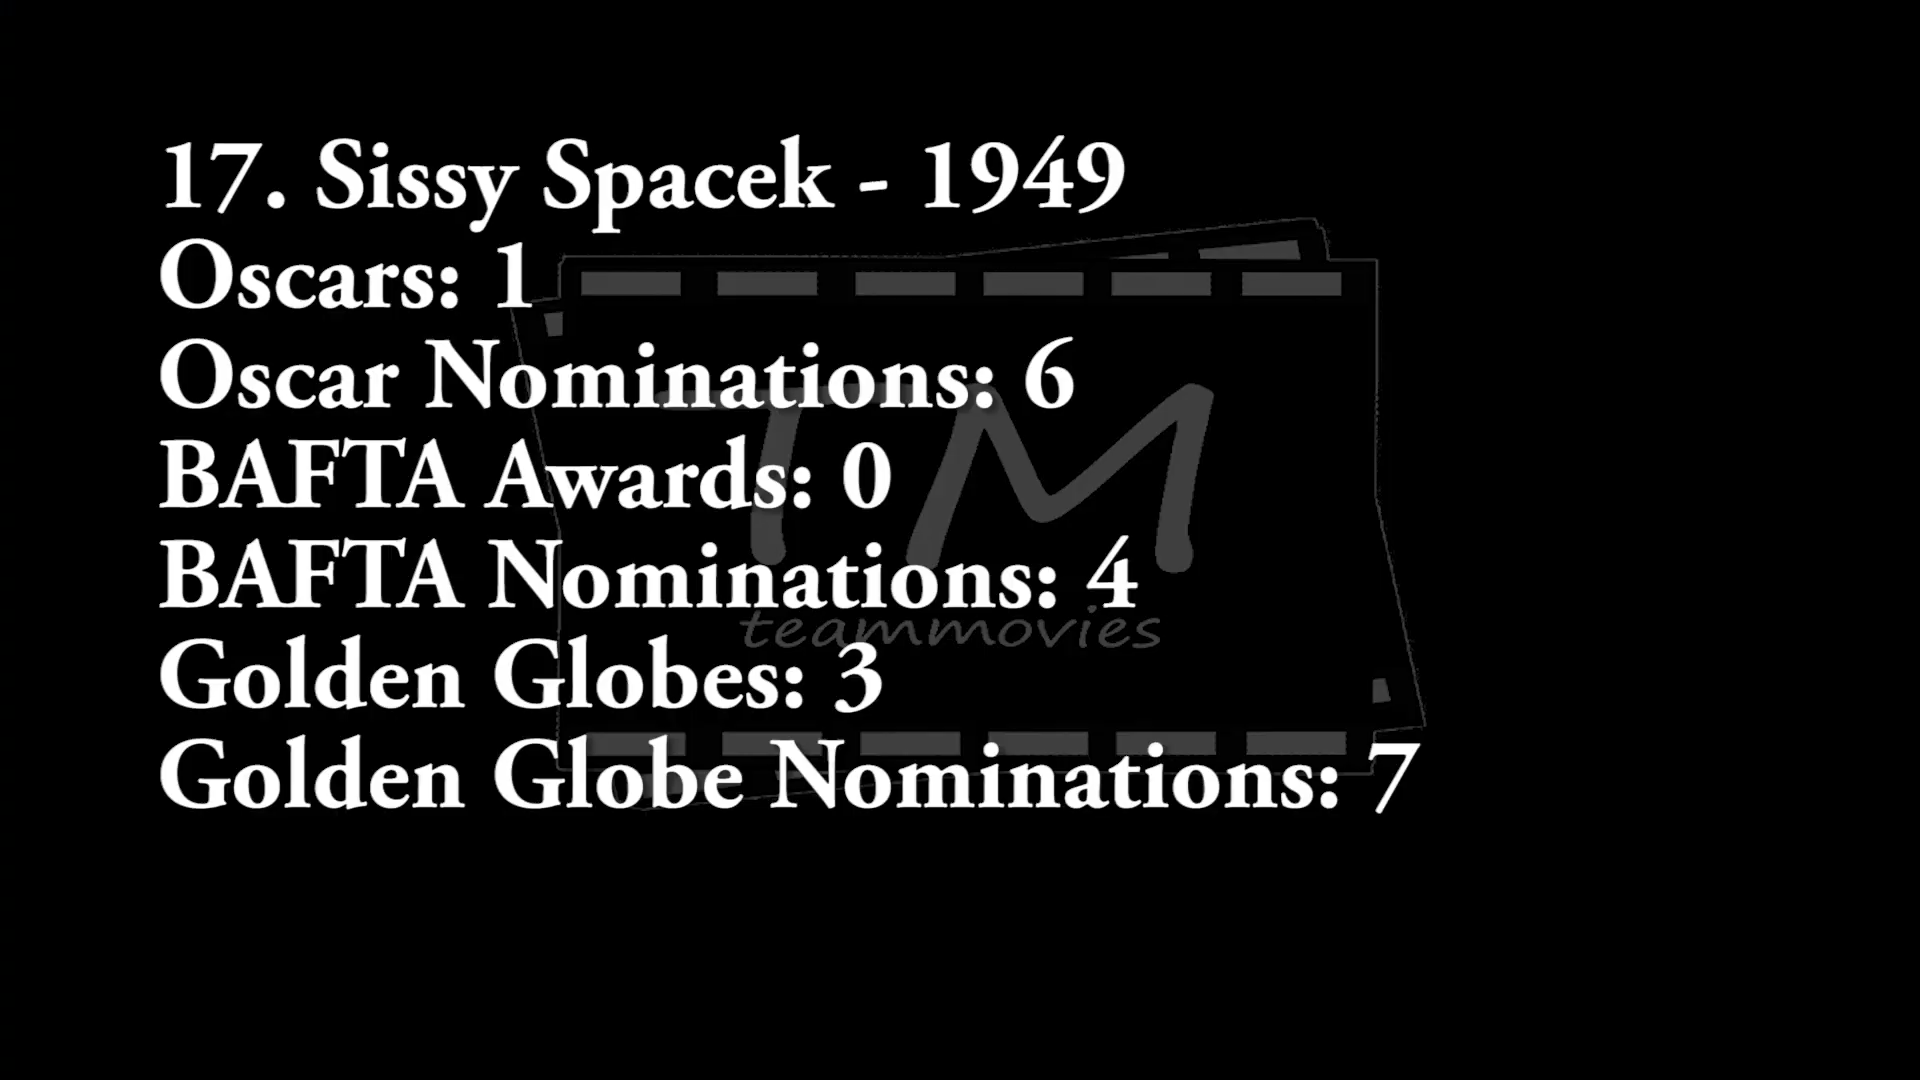 17. Sissy Spacek - 1949
Oscars: 1
Oscar Nominations: 6
BAFTA Awards: 0
BAFTA Nominations: 4
Golden Globes: 3
Golden Globe Nominations: 7
TM
teammovies